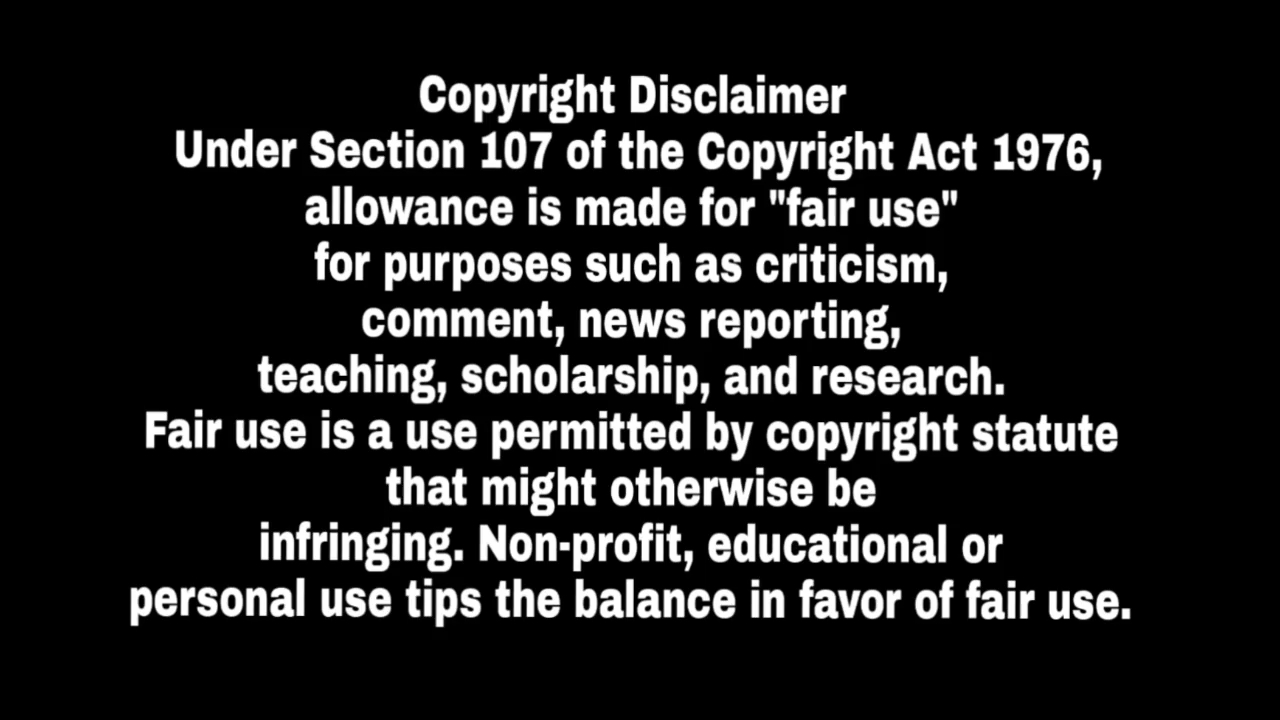 Copyright Disclaimer
Under Section 107 of the Copyright Act 1976,
allowance is made for "fair use"
for purposes such as criticism,
comment, news reporting,
teaching, scholarship, and research.
Fair use is a use permitted by copyright statute
that might otherwise be
infringing. Non-profit, educational or
personal use tips the balance in favor of fair use.